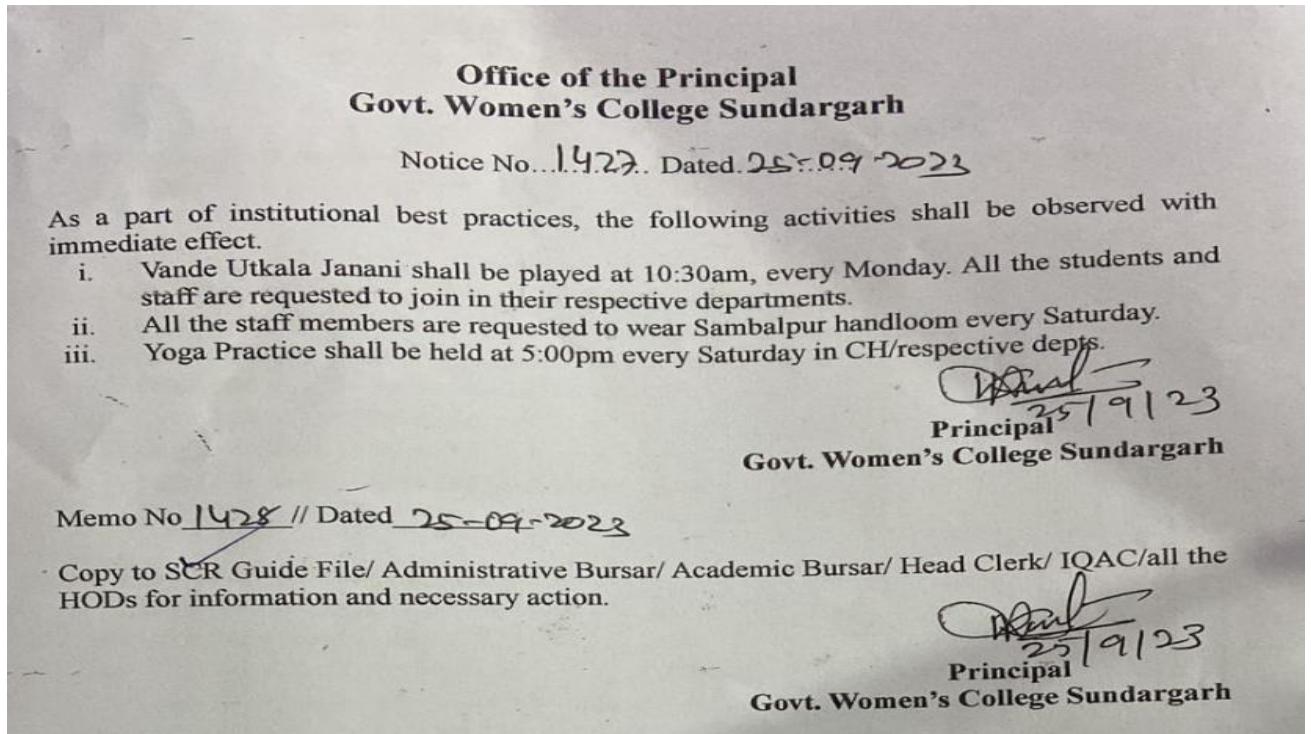 Office of the Principal
Govt. Women's College Sundargarh
Notice No...1427.. Dated.25-09-2023
As a part of institutional best practices, the following activities shall be observed with
immediate effect.
i. Vande Utkala Janani shall be played at 10:30am, every Monday. All the students and
staff are requested to join in their respective departments.
ii. All the staff members are requested to wear Sambalpur handloom every Saturday.
iii. Yoga Practice shall be held at 5:00pm every Saturday in CH/respective depts.
25/9/23
Principal
Govt. Women's College Sundargarh
Memo No 1428 // Dated 25-09-2023
Copy to SCR Guide File/ Administrative Bursar/ Academic Bursar/ Head Clerk/ IQAC/all the
HODs for information and necessary action.
25/9/23
Principal
Govt. Women's College Sundargarh